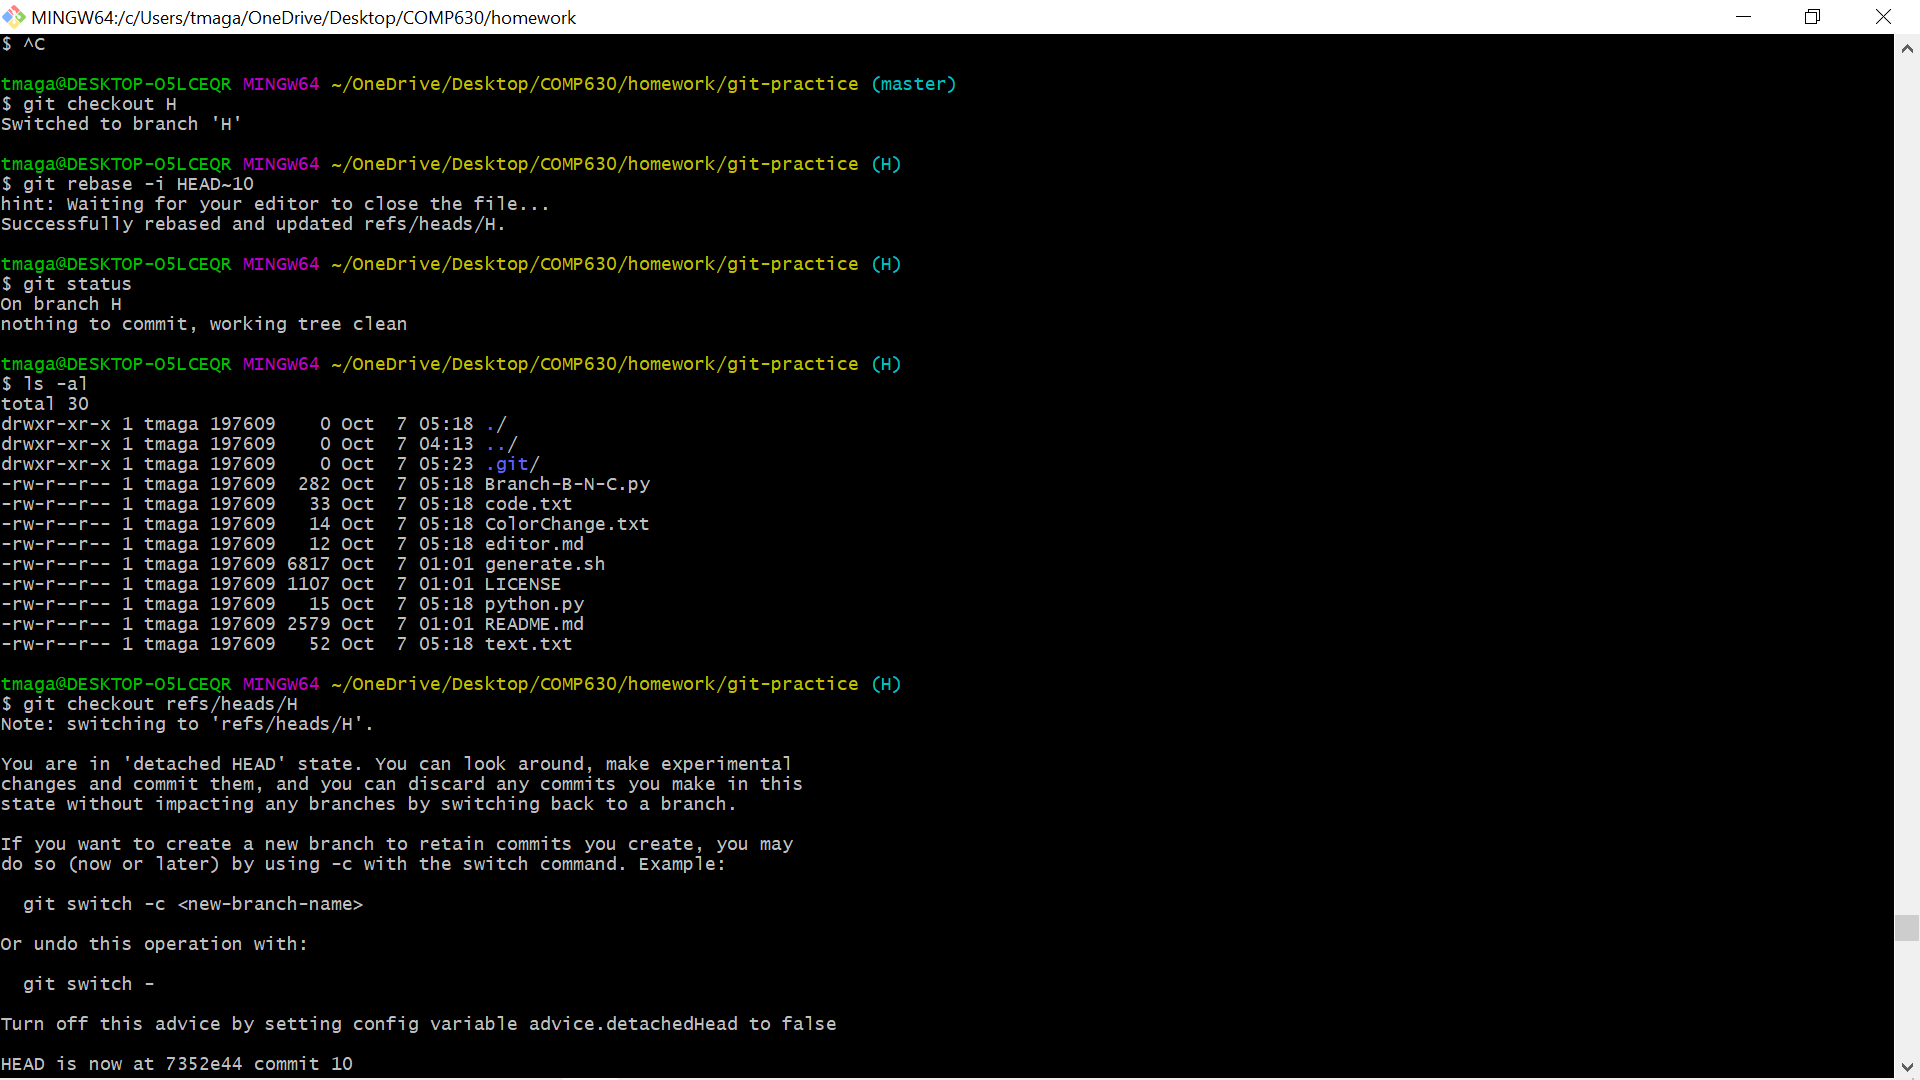 MINGW64:/c/Users/tmaga/OneDrive/Desktop/COMP630/homework
$ ^C
tmaga@DESKTOP-O5LCEQR MINGW64 ~/OneDrive/Desktop/COMP630/homework/git-practice (master)
$ git checkout H
Switched to branch 'H'
tmaga@DESKTOP-O5LCEQR MINGW64 ~/OneDrive/Desktop/COMP630/homework/git-practice (H)
$ git rebase -i HEAD~10
hint: Waiting for your editor to close the file...
Successfully rebased and updated refs/heads/H.
tmaga@DESKTOP-O5LCEQR MINGW64 ~/OneDrive/Desktop/COMP630/homework/git-practice (H)
$ git status
On branch H
nothing to commit, working tree clean
tmaga@DESKTOP-O5LCEQR MINGW64 ~/OneDrive/Desktop/COMP630/homework/git-practice (H)
$ ls -al
total 30
drwxr-xr-x 1 tmaga 197609    0 Oct  7 05:18 ./
drwxr-xr-x 1 tmaga 197609    0 Oct  7 04:13 ../
drwxr-xr-x 1 tmaga 197609    0 Oct  7 05:23 .git/
-rw-r--r-- 1 tmaga 197609  282 Oct  7 05:18 Branch-B-N-C.py
-rw-r--r-- 1 tmaga 197609   33 Oct  7 05:18 code.txt
-rw-r--r-- 1 tmaga 197609   14 Oct  7 05:18 ColorChange.txt
-rw-r--r-- 1 tmaga 197609   12 Oct  7 05:18 editor.md
-rw-r--r-- 1 tmaga 197609 6817 Oct  7 01:01 generate.sh
-rw-r--r-- 1 tmaga 197609 1107 Oct  7 01:01 LICENSE
-rw-r--r-- 1 tmaga 197609   15 Oct  7 05:18 python.py
-rw-r--r-- 1 tmaga 197609 2579 Oct  7 01:01 README.md
-rw-r--r-- 1 tmaga 197609   52 Oct  7 05:18 text.txt
tmaga@DESKTOP-O5LCEQR MINGW64 ~/OneDrive/Desktop/COMP630/homework/git-practice (H)
$ git checkout refs/heads/H
Note: switching to 'refs/heads/H'.
You are in 'detached HEAD' state. You can look around, make experimental
changes and commit them, and you can discard any commits you make in this
state without impacting any branches by switching back to a branch.
If you want to create a new branch to retain commits you create, you may
do so (now or later) by using -c with the switch command. Example:
git switch -c <new-branch-name>
Or undo this operation with:
git switch -
Turn off this advice by setting config variable advice.detachedHead to false
HEAD is now at 7352e44 commit 10